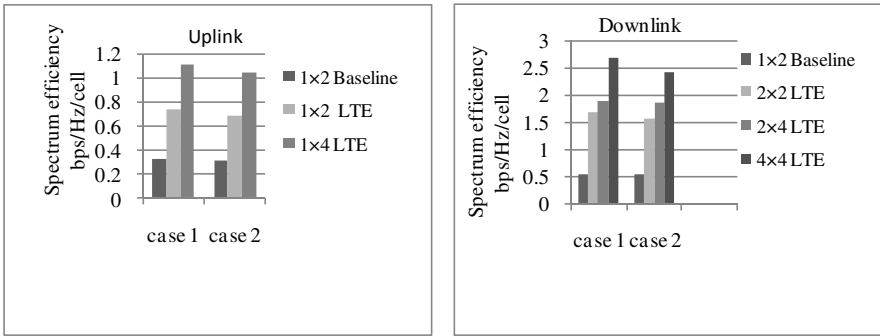 Uplink
Spectrum efficiency
bps/Hz/cell
1.2
1
0.8
0.6
0.4
0.2
0
case 1 case 2
1×2 Baseline
1×2 LTE
1×4 LTE
Downlink
Spectrum efficiency
bps/Hz/cell
3
2.5
2
1.5
1
0.5
0
case 1 case 2
1×2 Baseline
2×2 LTE
2×4 LTE
4×4 LTE